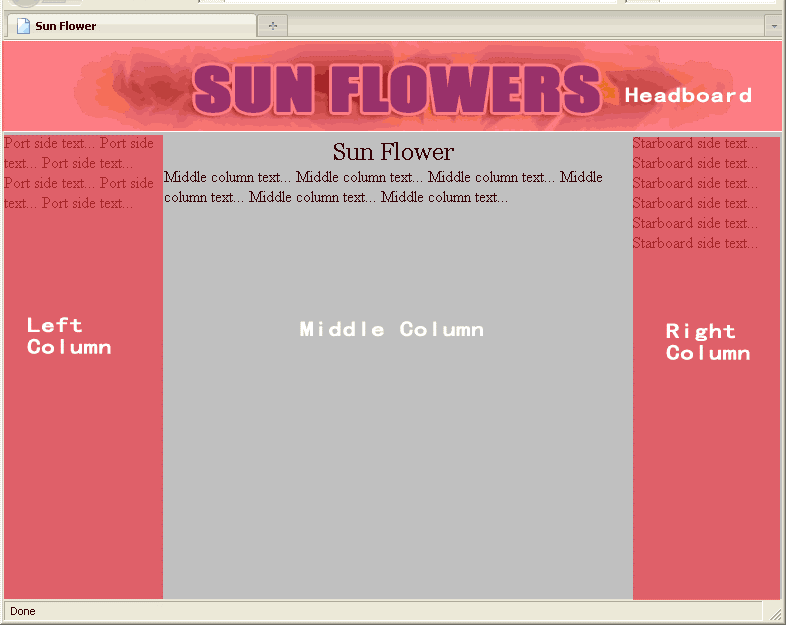 Sun Flower
SUN FLOWERS
Headboard
Port side text... Port side
text... Port side text...
Port side text... Port side
text... Port side text...
Left
Column
Sun Flower
Middle column text... Middle column text... Middle column text... Middle
column text... Middle column text... Middle column text...
Middle Column
Starboard side text...
Starboard side text...
Starboard side text...
Starboard side text...
Starboard side text...
Starboard side text...
Right
Column
Done